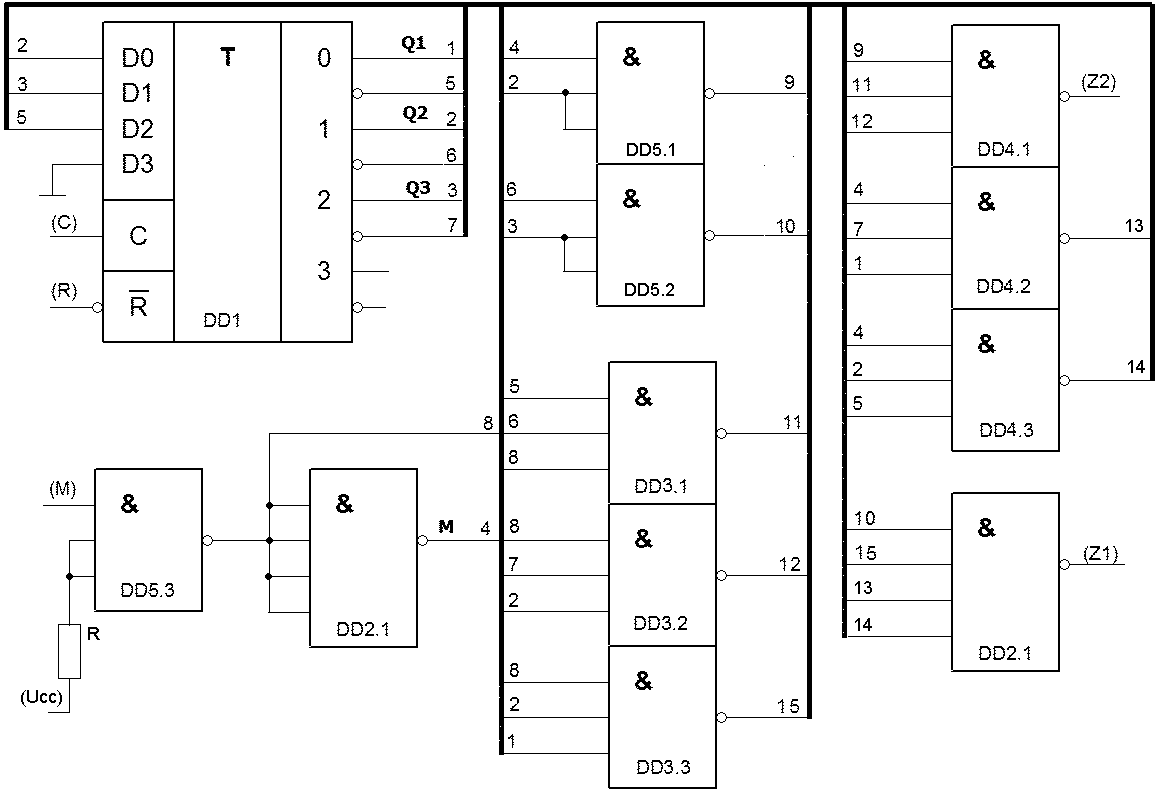 2 D0 T 0 Q1 1
3 D1 5
5 D2 1 Q2 2
D3 6
2 Q3 3
(C) C 7
3
(R) R̅
DD1
4 & 9
2
DD5.1
6 & 10
3
DD5.2
9 & (Z2)
11
12
DD4.1
4 & 13
7
1
DD4.2
4 & 14
2
5
DD4.3
5 & 11
8 6
8
DD3.1
(M) & & M 4
DD5.3 DD2.1
R
(Ucc)
8 & 12
7
2
DD3.2
8 & 15
2
1
DD3.3
10 & (Z1)
15
13
14
DD2.1